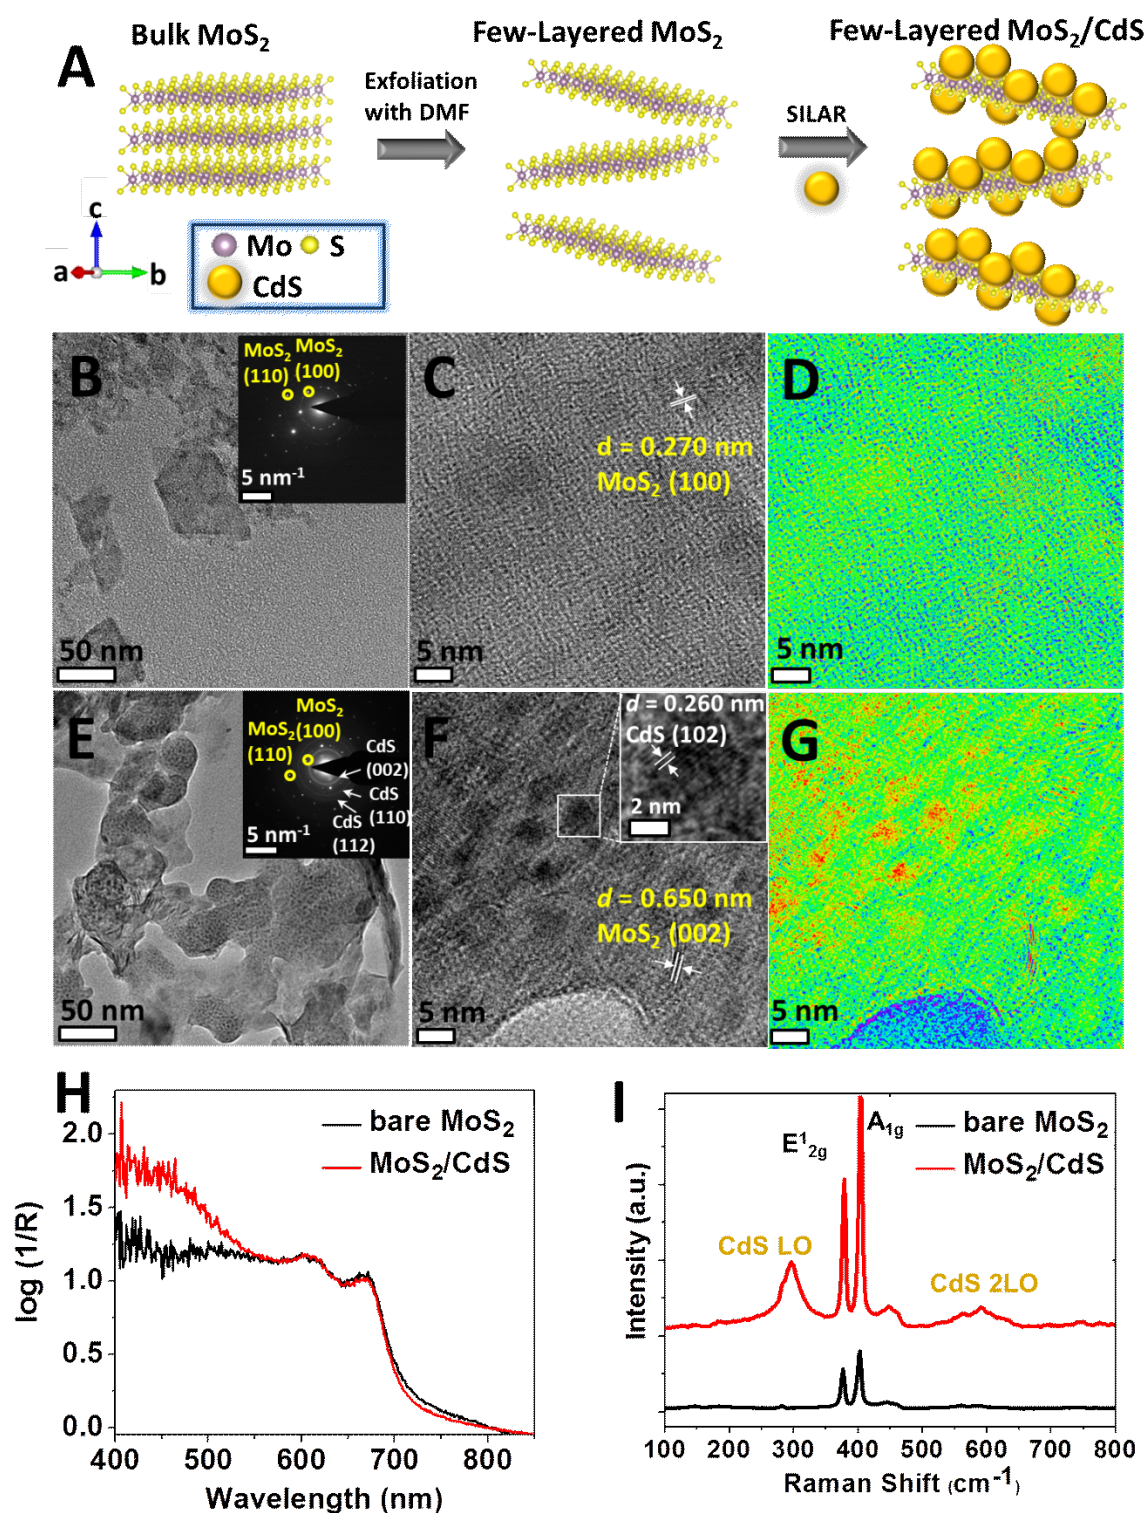 A
Bulk MoS₂
Few-Layered MoS₂
Few-Layered MoS₂/CdS
Exfoliation
with DMF
SILAR
c
a
b
Mo
S
CdS
B
MoS₂
(110)
MoS₂
(100)
5 nm⁻¹
50 nm
C
d = 0.270 nm
MoS₂ (100)
5 nm
D
5 nm
E
MoS₂
(110)
MoS₂
(100)
CdS
(002)
CdS
(110)
CdS
(112)
5 nm⁻¹
50 nm
F
d = 0.260 nm
CdS (102)
2 nm
d = 0.650 nm
MoS₂ (002)
5 nm
G
5 nm
H
bare MoS₂
MoS₂/CdS
log (1/R)
2.0
1.5
1.0
0.5
0.0
400
500
600
700
800
Wavelength (nm)
I
bare MoS₂
MoS₂/CdS
E¹₂g
A₁g
CdS LO
CdS 2LO
Intensity (a.u.)
100
200
300
400
500
600
700
800
Raman Shift (cm⁻¹)